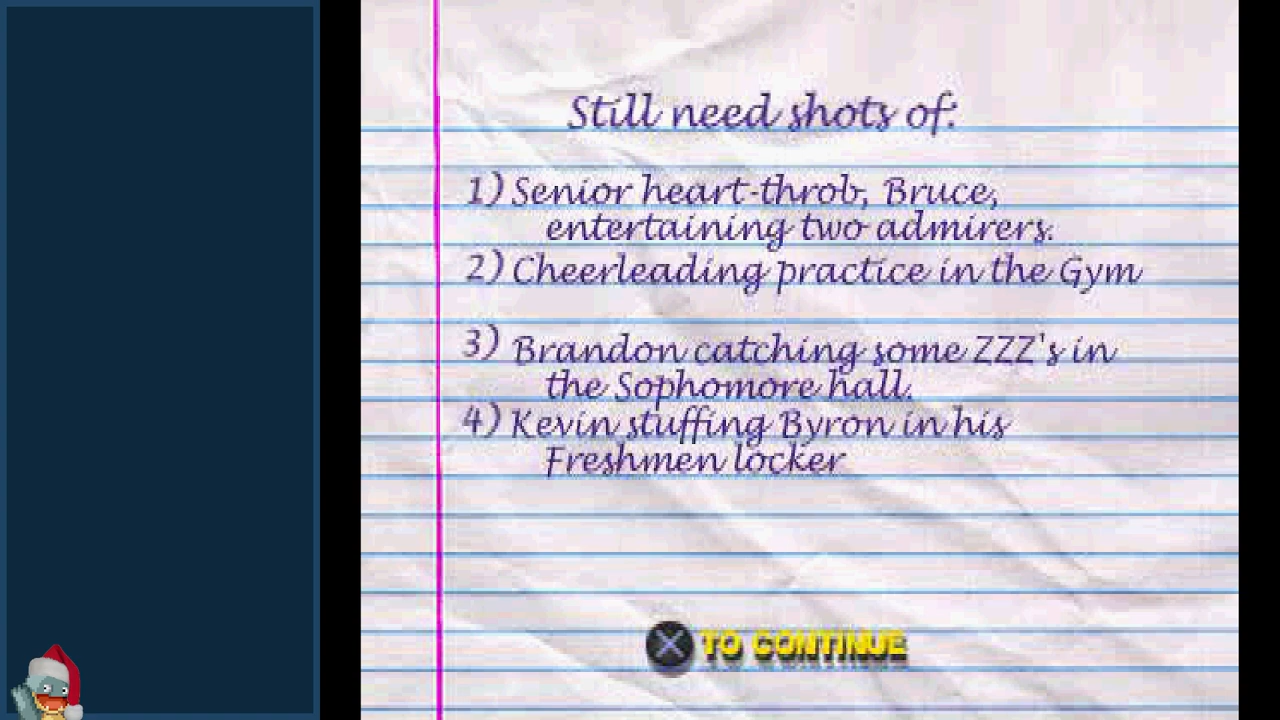 Still need shots of:
1) Senior heart-throb, Bruce,
entertaining two admirers.
2) Cheerleading practice in the Gym
3) Brandon catching some ZZZ's in
the Sophomore hall.
4) Kevin stuffing Byron in his
Freshmen locker
X TO CONTINUE